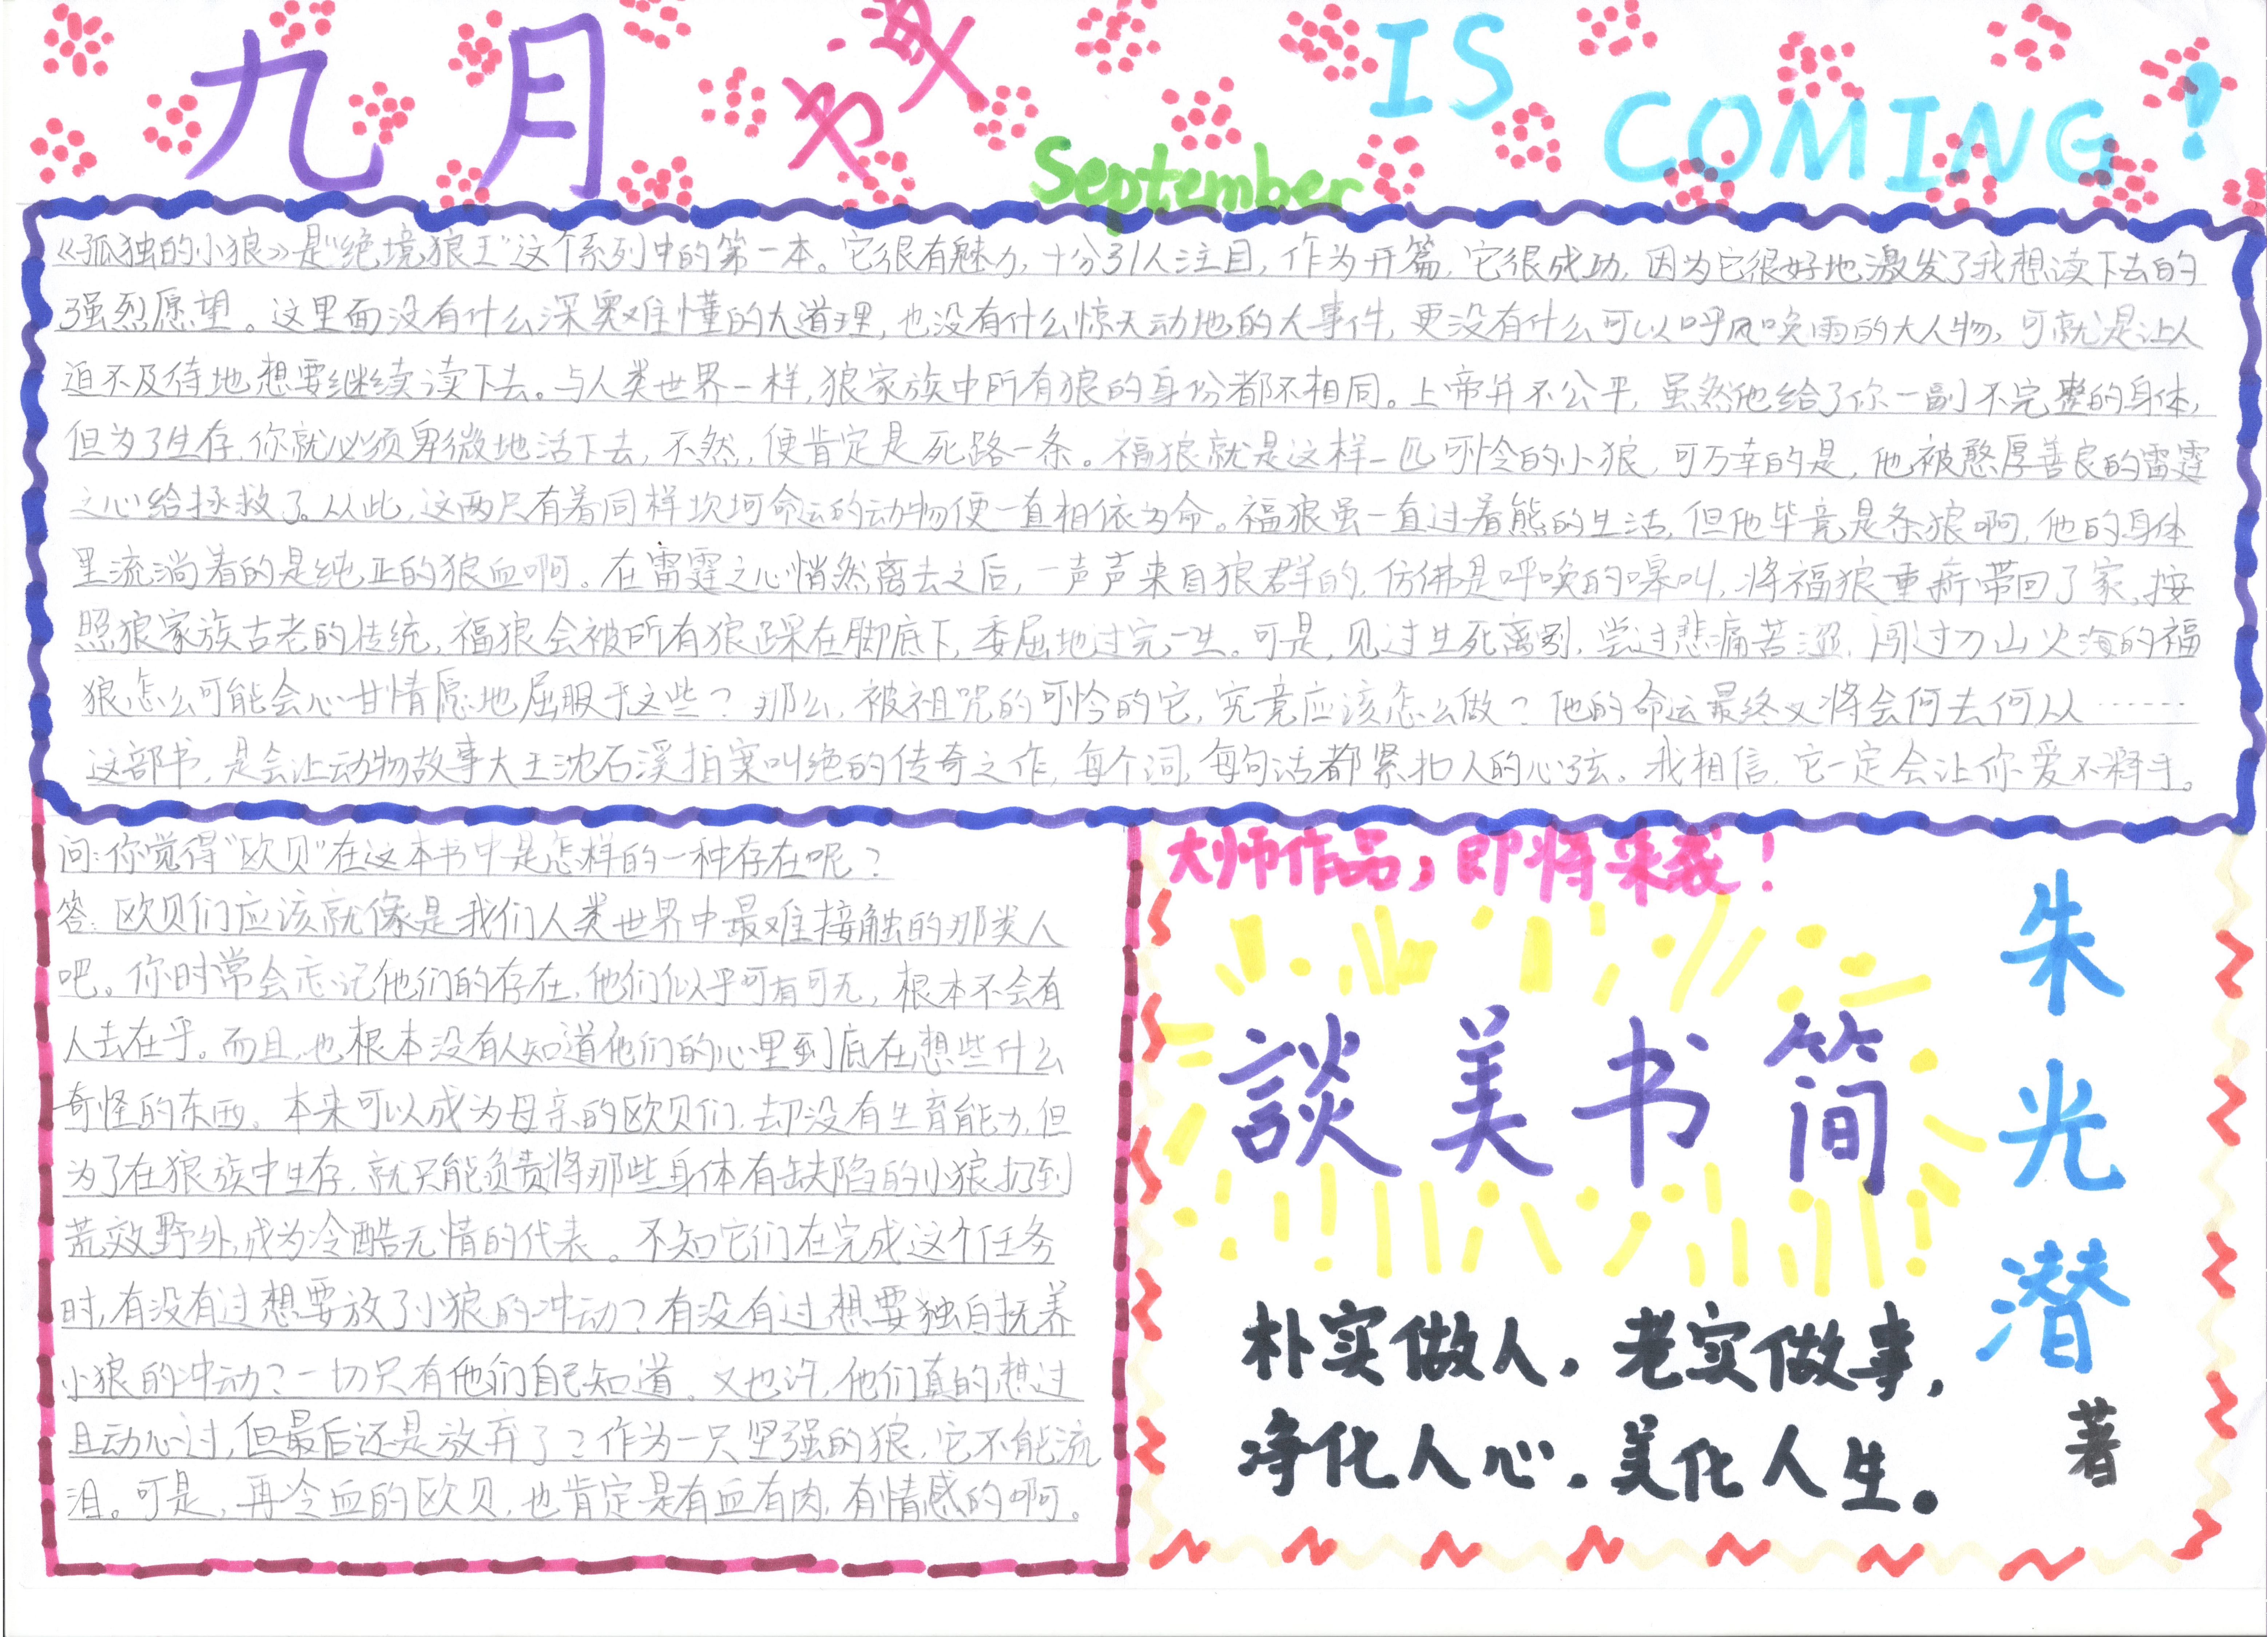 九月书
September
IS
COMING!
《孤独的小狼》是“绝境狼王”这个系列中的第一本。它很有魅力,十分引人注目,作为开篇,它很成功,因为它很好地激发了我想读下去的
强烈愿望。这里面没有什么深奥难懂的大道理,也没有什么惊天动地的大事件,更没有什么可以呼风唤雨的大人物,可就是让人
迫不及待地想要继续读下去。与人类世界一样,狼家族中所有狼的身份都不相同。上帝并不公平,虽然他给了你一副不完整的身体,
但为了生存,你就必须卑微地活下去,不然,便肯定是死路一条。福狼就是这样一匹可怜的小狼,可万幸的是,他被憨厚善良的雷霆
之心给拯救了。从此,这两只有着同样坎坷命运的动物便一直相依为命。福狼虽一直过着熊的生活,但他毕竟是条狼啊,他的身体
里流淌着的是纯正的狼血啊。在雷霆之心悄然离去之后,一声声来自狼群的,仿佛是呼唤的嗥叫,将福狼重新带回了家,按
照狼家族古老的传统,福狼会被所有狼踩在脚底下,委屈地过完一生。可是,见过生死离别,尝过悲痛苦涩,闯过刀山火海的福
狼怎么可能会心甘情愿地屈服于这些?那么,被诅咒的可怜的它,究竟应该怎么做?他的命运最终又将会何去何从……
这部书,是会让动物故事大王沈石溪拍案叫绝的传奇之作,每个词,每句话都紧扣人的心弦。我相信,它一定会让你爱不释手。
问:你觉得“欧贝”在这本书中是怎样的一种存在呢?
答:欧贝们应该就像是我们人类世界中最难接触的那类人
吧。你时常会忘记他们的存在,他们似乎可有可无,根本不会有
人去在乎。而且,也根本没有人知道他们的心里到底在想些什么
奇怪的东西。本来可以成为母亲的欧贝们,却没有生育能力,但
为了在狼族中生存,就只能负责将那些身体有缺陷的小狼扔到
荒效野外,成为冷酷无情的代表。不知它们在完成这个任务
时,有没有过想要放了小狼的冲动?有没有过想要独自抚养
小狼的冲动?一切只有他们自己知道。又也许,他们真的想过
且动心过,但最后还是放弃了?作为一只坚强的狼,它不能流
泪。可是,再冷血的欧贝,也肯定是有血有肉,有情感的啊。
大师作品,即将来袭!
談美书简
朱光潜
著
朴实做人,老实做事,
净化人心,美化人生。